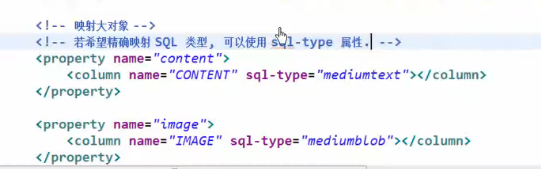 <!-- 映射大对象 -->
<!-- 若希望精确映射 SQL 类型, 可以使用 sql-type 属性. -->
<property name="content">
<column name="CONTENT" sql-type="mediumtext"></column>
</property>
<property name="image">
<column name="IMAGE" sql-type="mediumblob"></column>
</property>